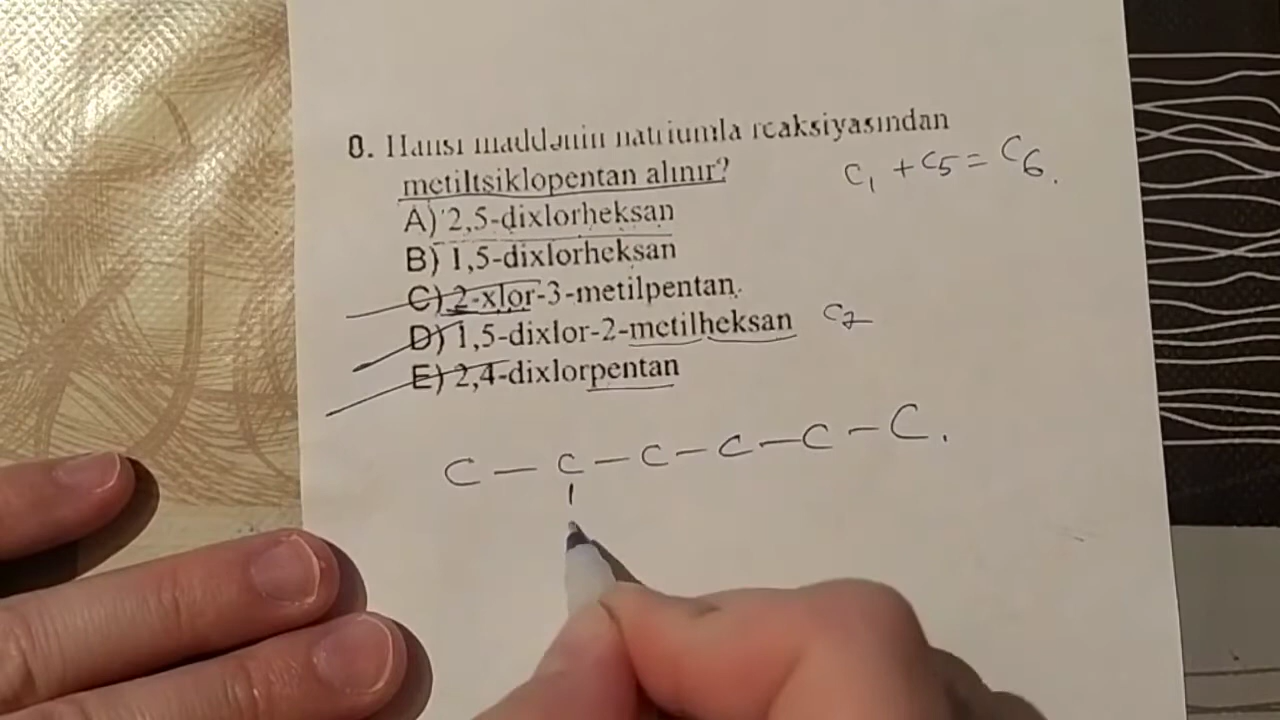 8. Hansı maddənin natriumla reaksiyasından
metiltsiklopentan alınır?
C₁ + C₅ = C₆.
A) 2,5-dixlorheksan
B) 1,5-dixlorheksan
C) 2-xlor-3-metilpentan.
D) 1,5-dixlor-2-metilheksan C₇
E) 2,4-dixlorpentan
C — C — C — C — C — C.